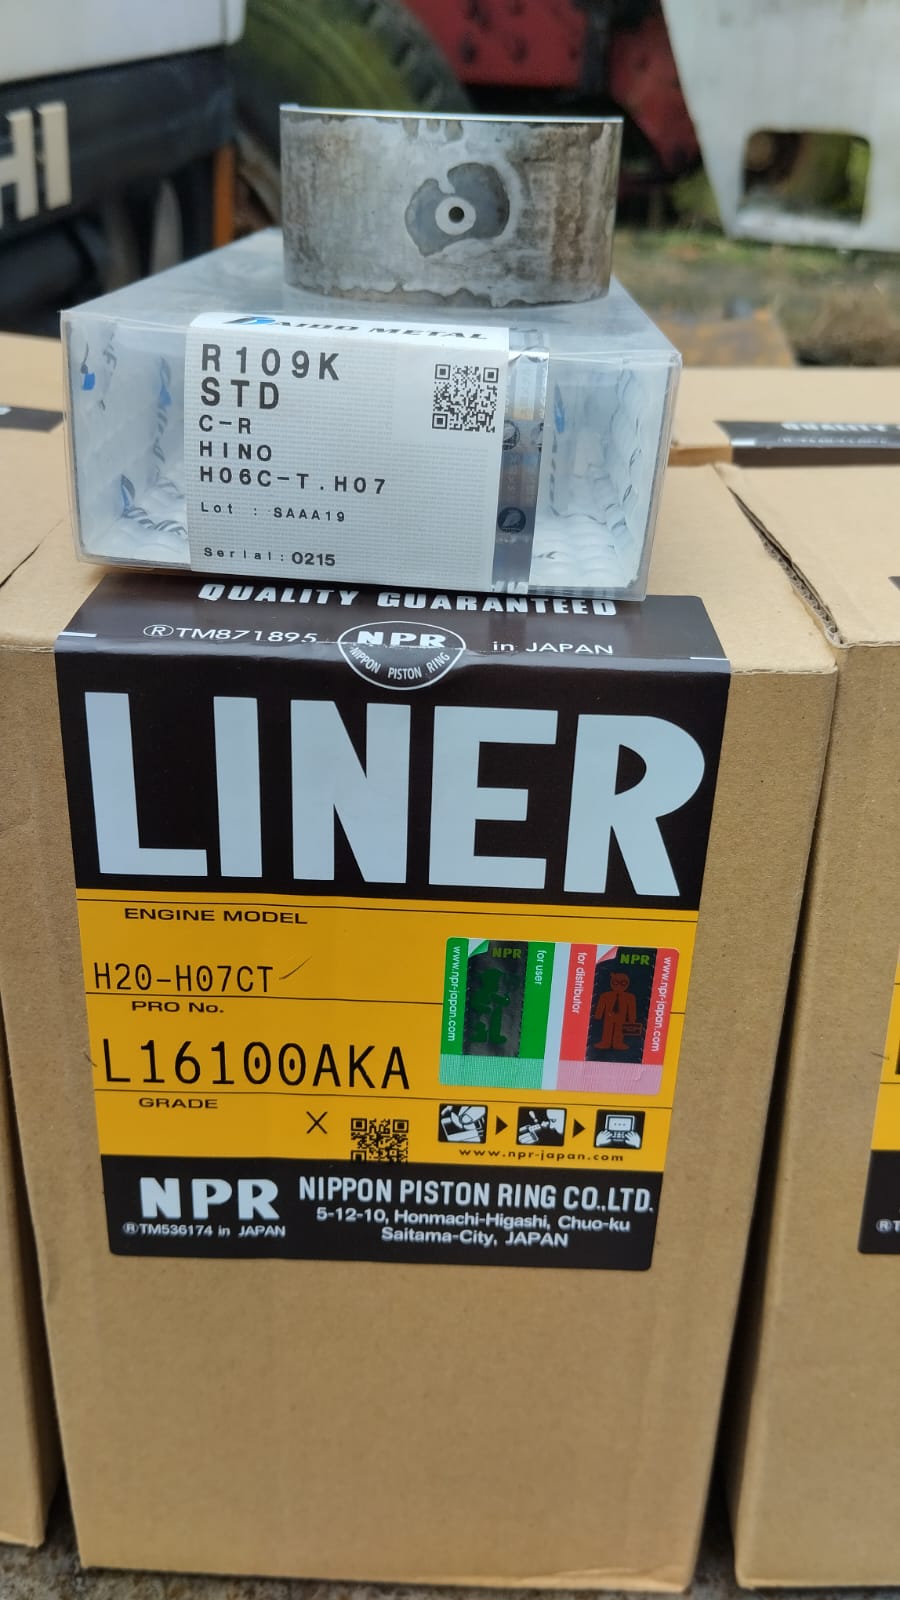 HI
DAIDO METAL
R109K
STD
C-R
HINO
H06C-T.H07
Lot : SAAA19
Serial:0215
QUALITY GUARANTEED
®TM871895
NPR
NIPPON PISTON RING
in JAPAN
LINER
ENGINE MODEL
H20-H07CT
PRO No.
L16100AKA
GRADE
X
www.npr-japan.com
NPR
for user
for distributor
NPR
www.npr-japan.com
www.npr-japan.com
NPR
®TM536174 in JAPAN
NIPPON PISTON RING CO.,LTD.
5-12-10, Honmachi-Higashi, Chuo-ku
Saitama-City, JAPAN
QUALITY